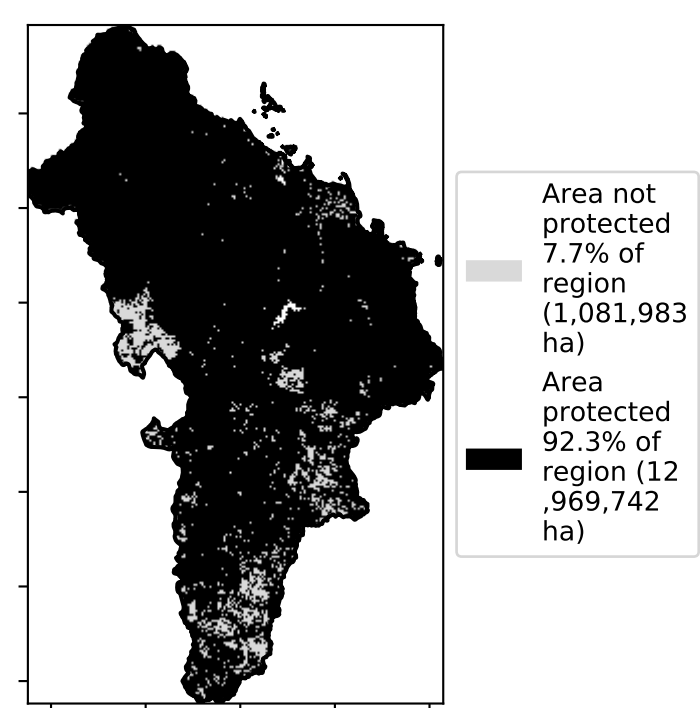 Area not
protected
7.7% of
region
(1,081,983
ha)
Area
protected
92.3% of
region (12
,969,742
ha)